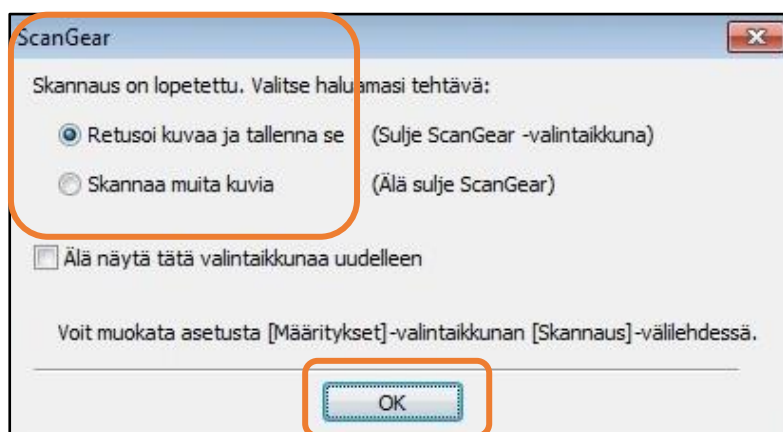 ScanGear
Skannaus on lopetettu. Valitse haluamasi tehtävä:
Retusoi kuvaa ja tallenna se (Sulje ScanGear -valintaikkuna)
Skannaa muita kuvia (Älä sulje ScanGear)
Älä näytä tätä valintaikkunaa uudelleen
Voit muokata asetusta [Määritykset]-valintaikkunan [Skannaus]-välilehdessä.
OK